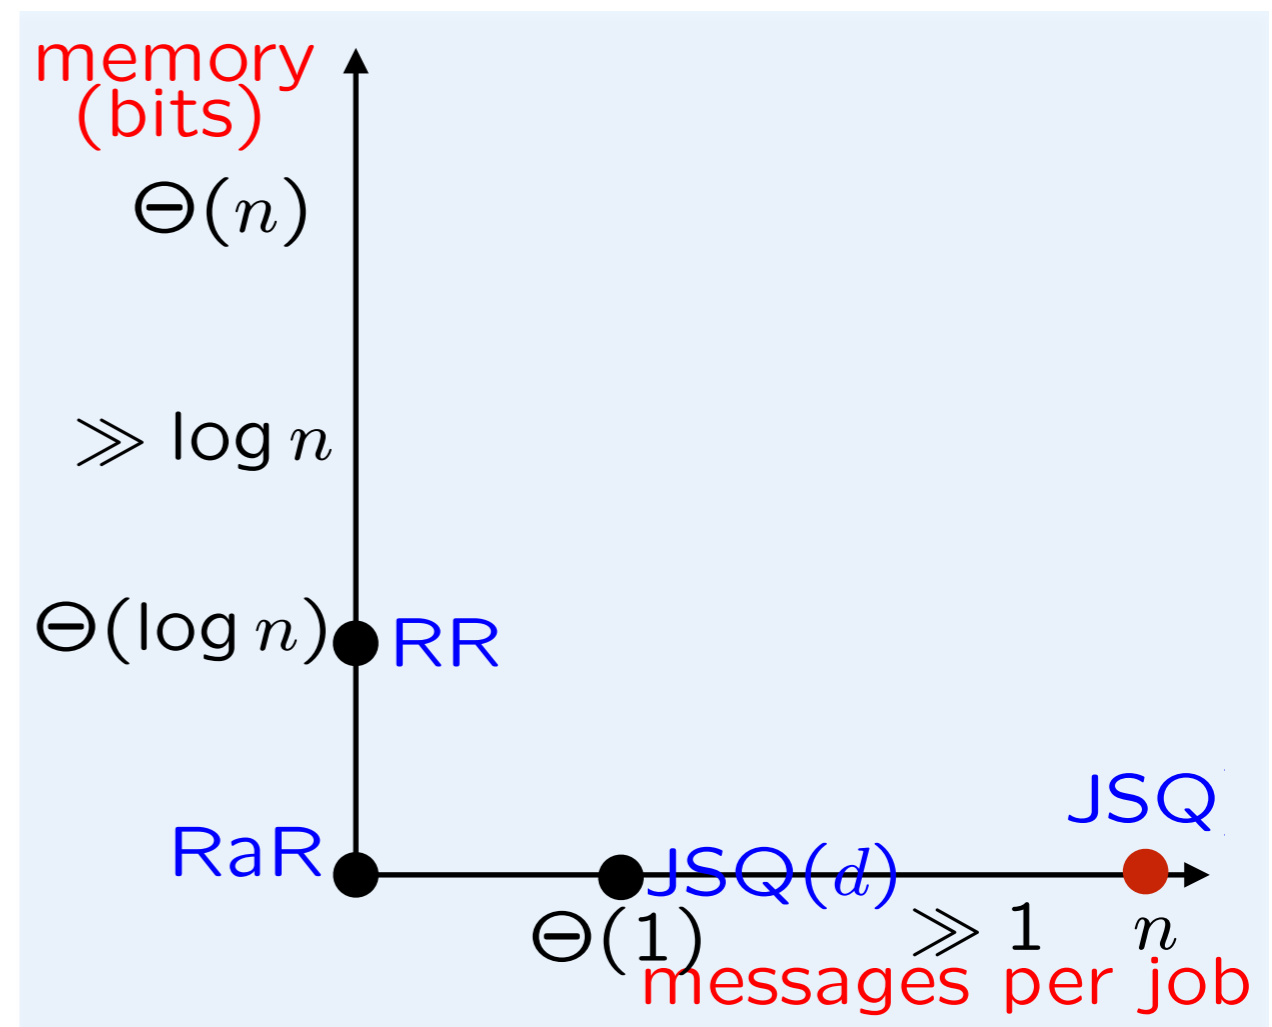 memory
(bits)
Θ(n)
≫ log n
Θ(log n)
RR
JSQ
RaR
JSQ(d)
Θ(1)
≫ 1
n
messages per job